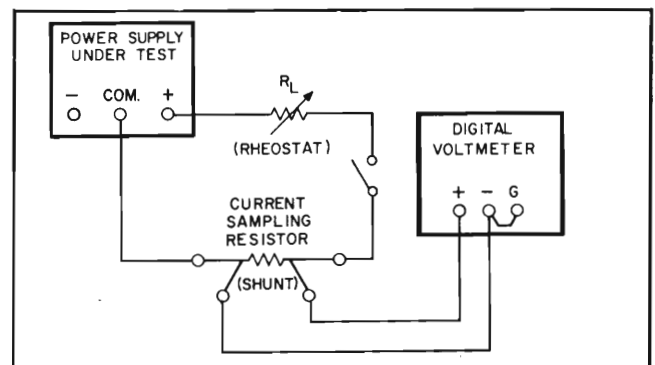 POWER SUPPLY
UNDER TEST
− COM. +
R_L
(RHEOSTAT)
DIGITAL
VOLTMETER
+ − G
CURRENT
SAMPLING
RESISTOR
(SHUNT)